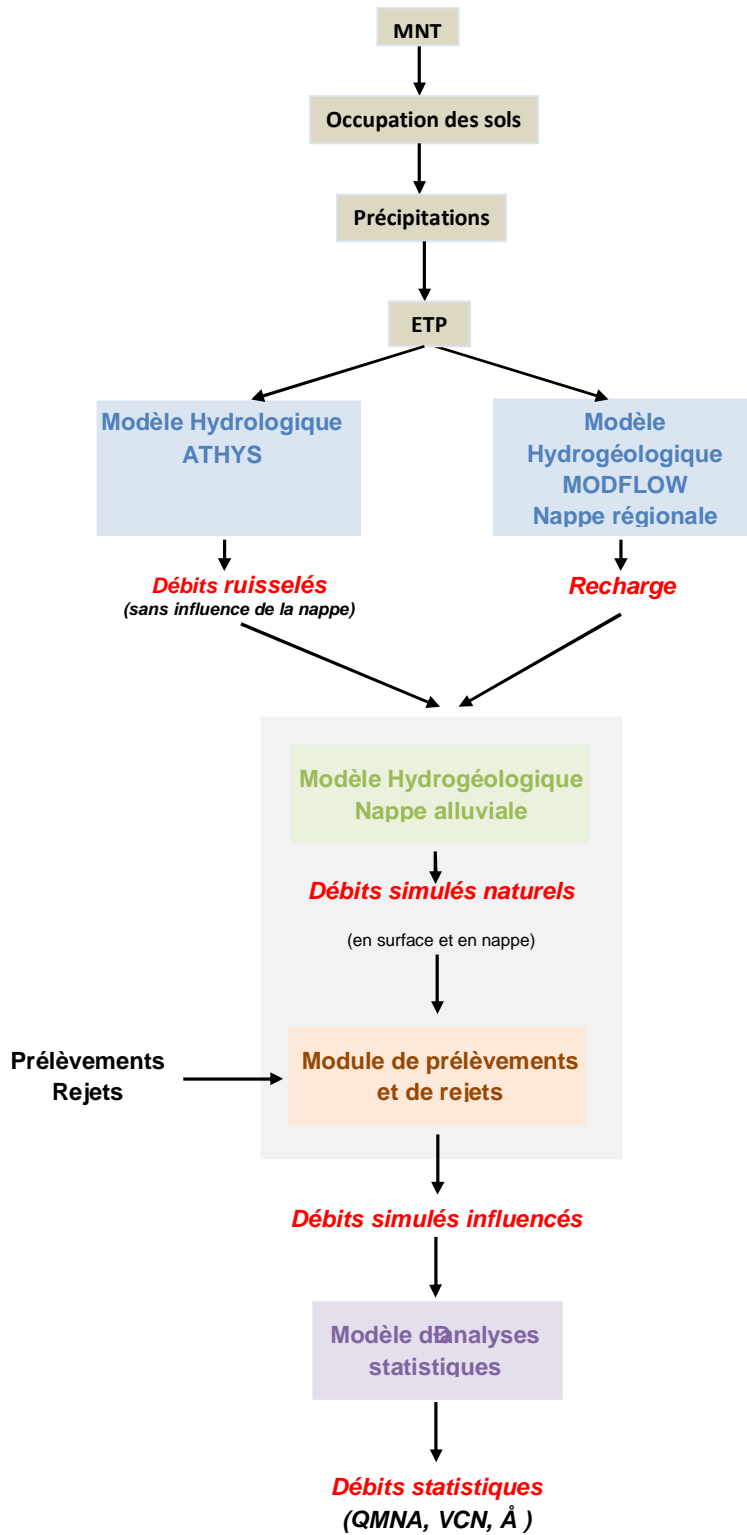 MNT
Occupation des sols
Précipitations
ETP
Modèle Hydrologique
ATHYS
Modèle
Hydrogéologique
MODFLOW
Nappe régionale
Débits ruisselés
(sans influence de la nappe)
Recharge
Modèle Hydrogéologique
Nappe alluviale
Débits simulés naturels
(en surface et en nappe)
Prélèvements
Rejets
Module de prélèvements
et de rejets
Débits simulés influencés
Modèle d analyses
statistiques
Débits statistiques
(QMNA, VCN, Å )